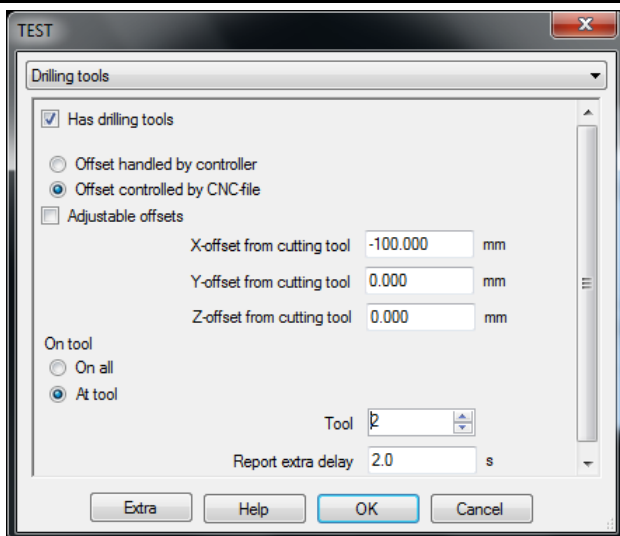 TEST
Drilling tools
Has drilling tools
Offset handled by controller
Offset controlled by CNC-file
Adjustable offsets
X-offset from cutting tool -100.000 mm
Y-offset from cutting tool 0.000 mm
Z-offset from cutting tool 0.000 mm
On tool
On all
At tool
Tool 2
Report extra delay 2.0 s
Extra Help OK Cancel